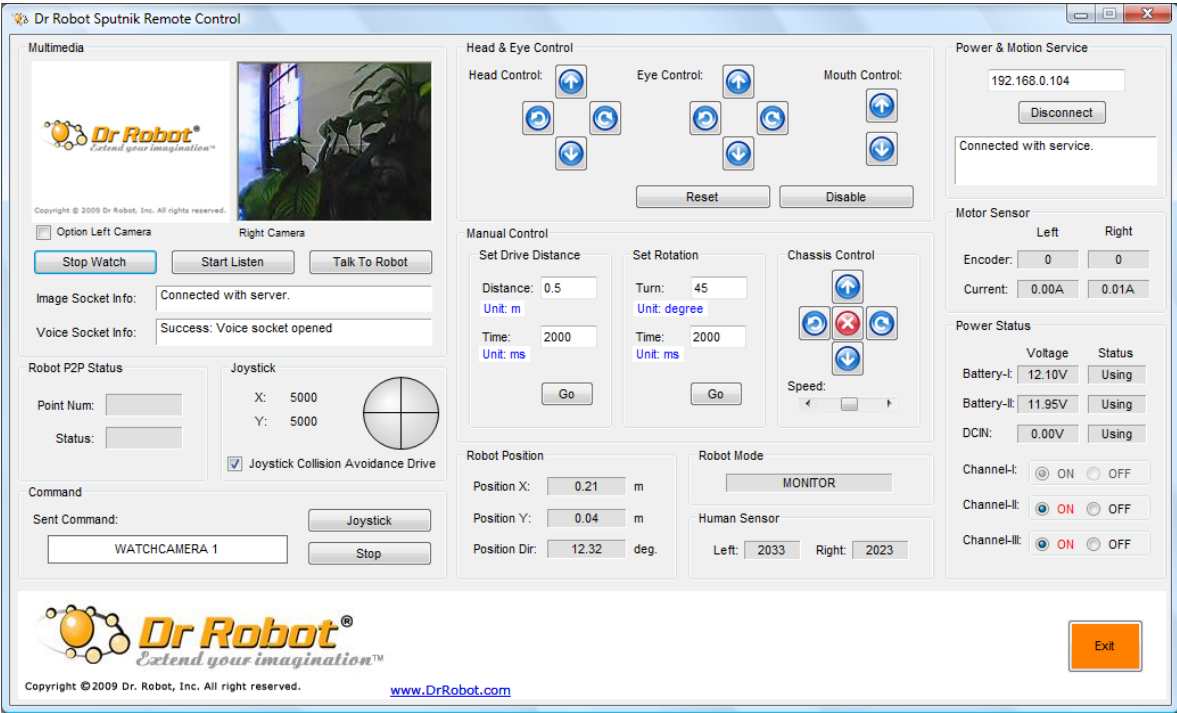 Dr Robot Sputnik Remote Control
Multimedia
Dr Robot®
Extend your imagination™
Copyright © 2009 Dr Robot, Inc. All rights reserved.
Option Left Camera
Right Camera
Stop Watch
Start Listen
Talk To Robot
Image Socket Info: Connected with server.
Voice Socket Info: Success: Voice socket opened
Robot P2P Status
Point Num:
Status:
Joystick
X: 5000
Y: 5000
Joystick Collision Avoidance Drive
Command
Sent Command:
WATCHCAMERA 1
Joystick
Stop
Head & Eye Control
Head Control:
Eye Control:
Mouth Control:
Reset
Disable
Manual Control
Set Drive Distance
Distance: 0.5
Unit: m
Time: 2000
Unit: ms
Go
Set Rotation
Turn: 45
Unit: degree
Time: 2000
Unit: ms
Go
Chassis Control
Speed:
Robot Position
Position X: 0.21 m
Position Y: 0.04 m
Position Dir: 12.32 deg.
Robot Mode
MONITOR
Human Sensor
Left: 2033 Right: 2023
Power & Motion Service
192.168.0.104
Disconnect
Connected with service.
Motor Sensor
Left Right
Encoder: 0 0
Current: 0.00A 0.01A
Power Status
Voltage Status
Battery-I: 12.10V Using
Battery-II: 11.95V Using
DCIN: 0.00V Using
Channel-I: ON OFF
Channel-II: ON OFF
Channel-III: ON OFF
Dr Robot®
Extend your imagination™
Copyright ©2009 Dr. Robot, Inc. All right reserved.
www.DrRobot.com
Exit